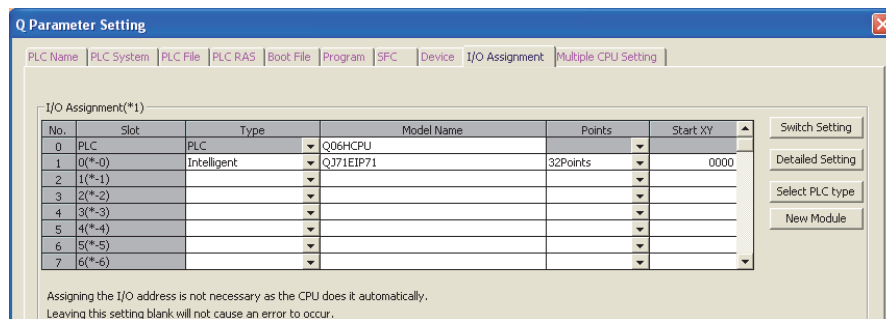 Q Parameter Setting
PLC Name PLC System PLC File PLC RAS Boot File Program SFC Device I/O Assignment Multiple CPU Setting
I/O Assignment(*1)
No. Slot Type Model Name Points Start XY
0 PLC PLC Q06HCPU
1 0(*-0) Intelligent QJ71EIP71 32Points 0000
2 1(*-1)
3 2(*-2)
4 3(*-3)
5 4(*-4)
6 5(*-5)
7 6(*-6)
Switch Setting
Detailed Setting
Select PLC type
New Module
Assigning the I/O address is not necessary as the CPU does it automatically.
Leaving this setting blank will not cause an error to occur.